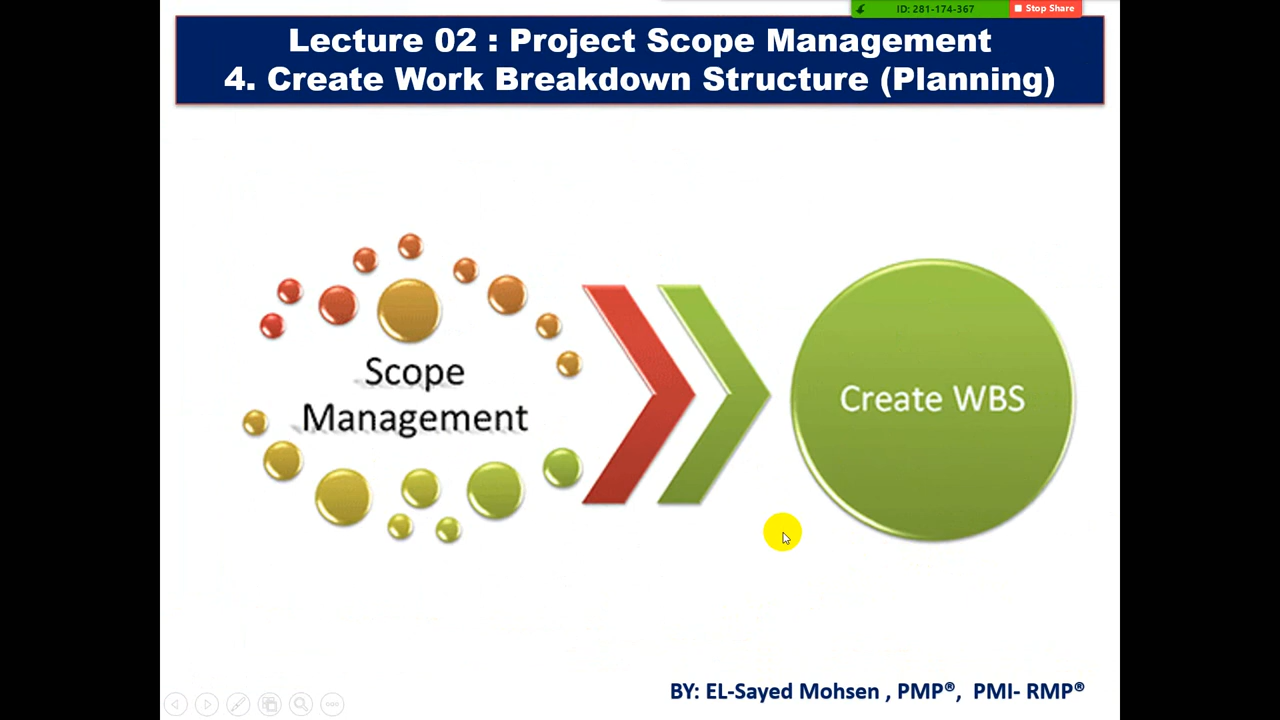 ID: 281-174-367
Stop Share
Lecture 02 : Project Scope Management
4. Create Work Breakdown Structure (Planning)
Scope
Management
Create WBS
BY: EL-Sayed Mohsen , PMP®, PMI- RMP®